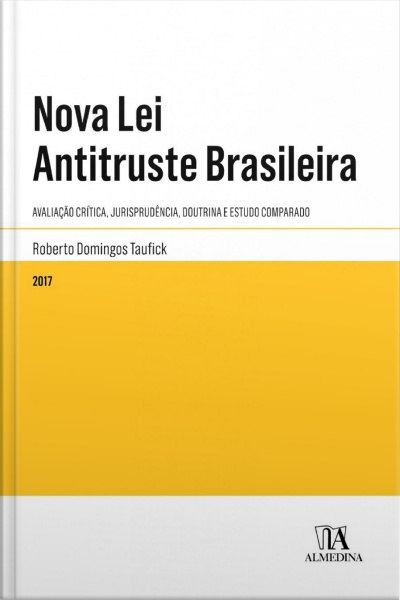 Nova Lei
Antitruste Brasileira
AVALIAÇÃO CRÍTICA, JURISPRUDÊNCIA, DOUTRINA E ESTUDO COMPARADO
Roberto Domingos Taufick
2017
ALMEDINA